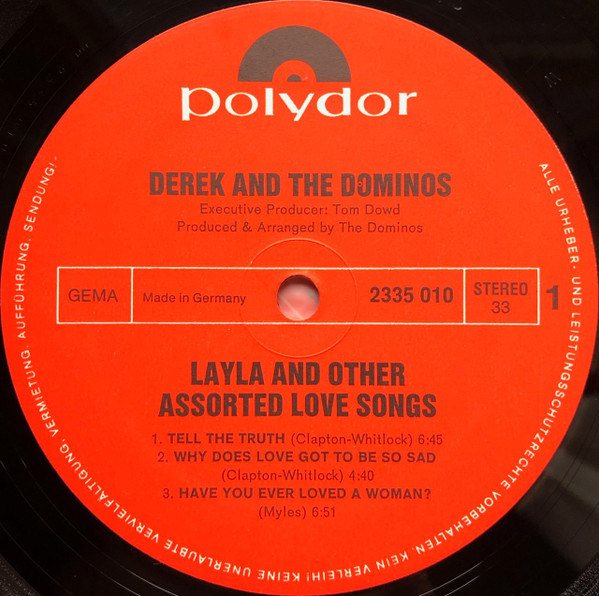 polydor
DEREK AND THE DOMINOS
Executive Producer: Tom Dowd
Produced & Arranged by The Dominos
GEMA
Made in Germany
2335 010
STEREO
33
1
LAYLA AND OTHER
ASSORTED LOVE SONGS
1. TELL THE TRUTH (Clapton-Whitlock) 6:45
2. WHY DOES LOVE GOT TO BE SO SAD
(Clapton-Whitlock) 4:40
3. HAVE YOU EVER LOVED A WOMAN?
(Myles) 6:51
ALLE URHEBER- UND LEISTUNGSSCHUTZRECHTE VORBEHALTEN. KEIN VERLEIH! KEINE UNERLAUBTE VERVIELFÄLTIGUNG, VERMIETUNG, AUFFÜHRUNG, SENDUNG!